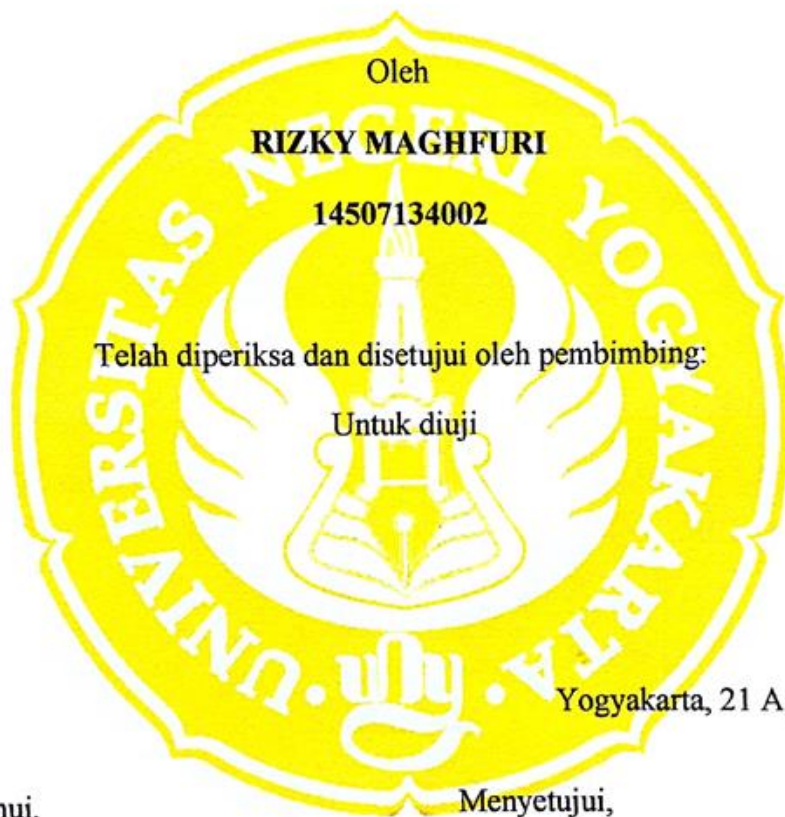 Oleh
RIZKY MAGHFURI
14507134002
Telah diperiksa dan disetujui oleh pembimbing:
Untuk diuji
UNIVERSITAS NEGERI YOGYAKARTA
uny
Yogyakarta, 21 A
Menyetujui,